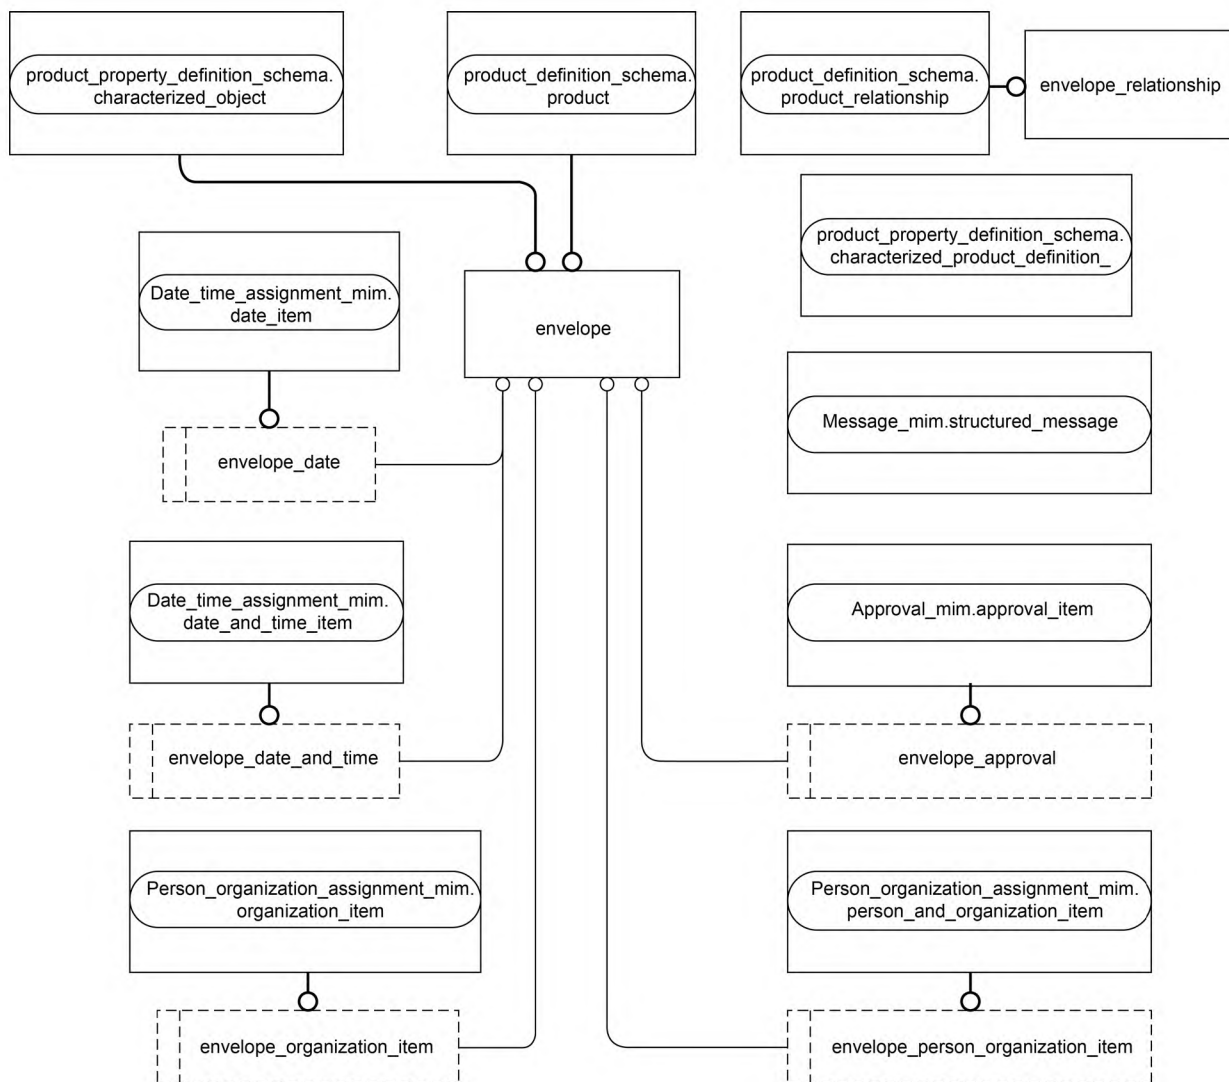 product_property_definition_schema.
characterized_object
product_definition_schema.
product
product_definition_schema.
product_relationship
envelope_relationship
product_property_definition_schema.
characterized_product_definition_
Date_time_assignment_mim.
date_item
envelope
Message_mim.structured_message
envelope_date
Date_time_assignment_mim.
date_and_time_item
Approval_mim.approval_item
envelope_date_and_time
envelope_approval
Person_organization_assignment_mim.
organization_item
Person_organization_assignment_mim.
person_and_organization_item
envelope_organization_item
envelope_person_organization_item